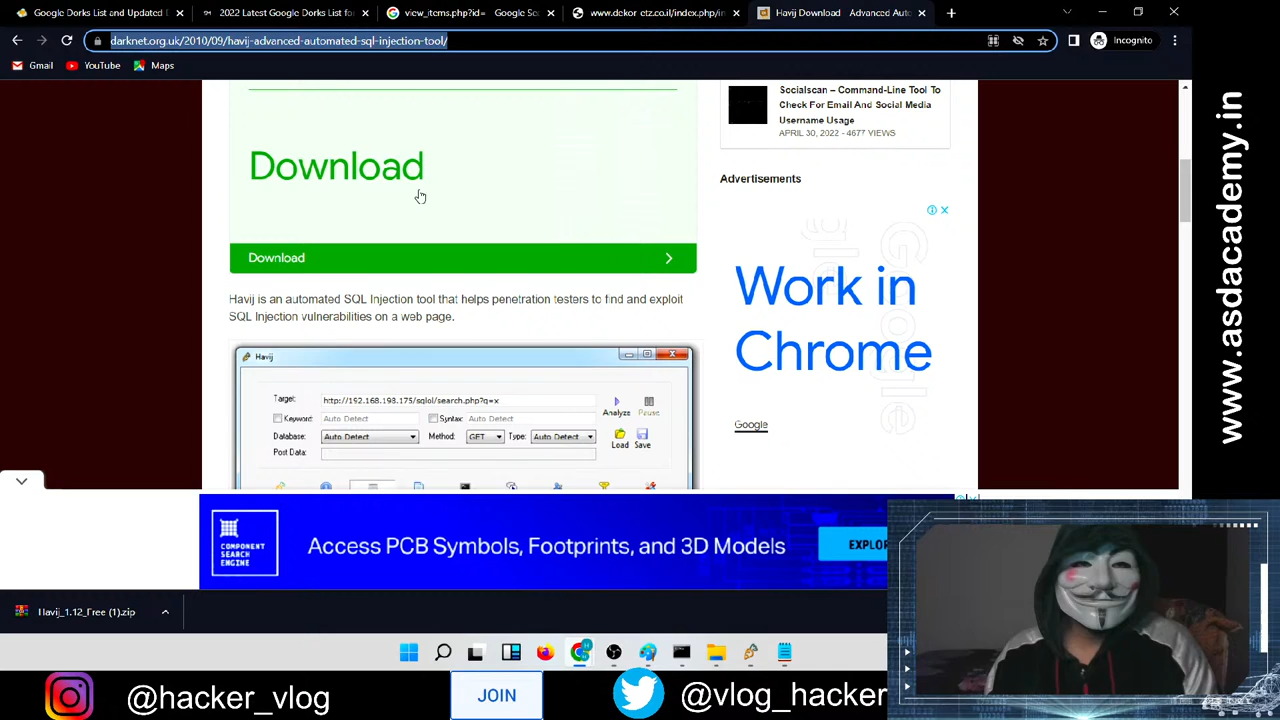 Google Dorks List and Updated D
2022 Latest Google Dorks List for
view_items.php?id= - Google Sea
www.dekor-etz.co.il/index.php/in
Havij Download - Advanced Auto
darknet.org.uk/2010/09/havij-advanced-automated-sql-injection-tool/
Incognito
Gmail
YouTube
Maps
Socialscan – Command-Line Tool To
Check For Email And Social Media
Username Usage
APRIL 30, 2022 - 4677 VIEWS
Download
Advertisements
Download
Work in
Chrome
Google
Havij is an automated SQL Injection tool that helps penetration testers to find and exploit
SQL Injection vulnerabilities on a web page.
Havij
Target: http://192.168.198.175/sqlol/search.php?q=x
Analyze Pause
Keyword: Auto Detect Syntax: Auto Detect
Database: Auto Detect Method: GET Type: Auto Detect
Load Save
Post Data:
COMPONENT
SEARCH
ENGINE
Access PCB Symbols, Footprints, and 3D Models
EXPLOR
Havij_1.12_Free (1).zip
@hacker_vlog
JOIN
@vlog_hacker
www.asdacademy.in